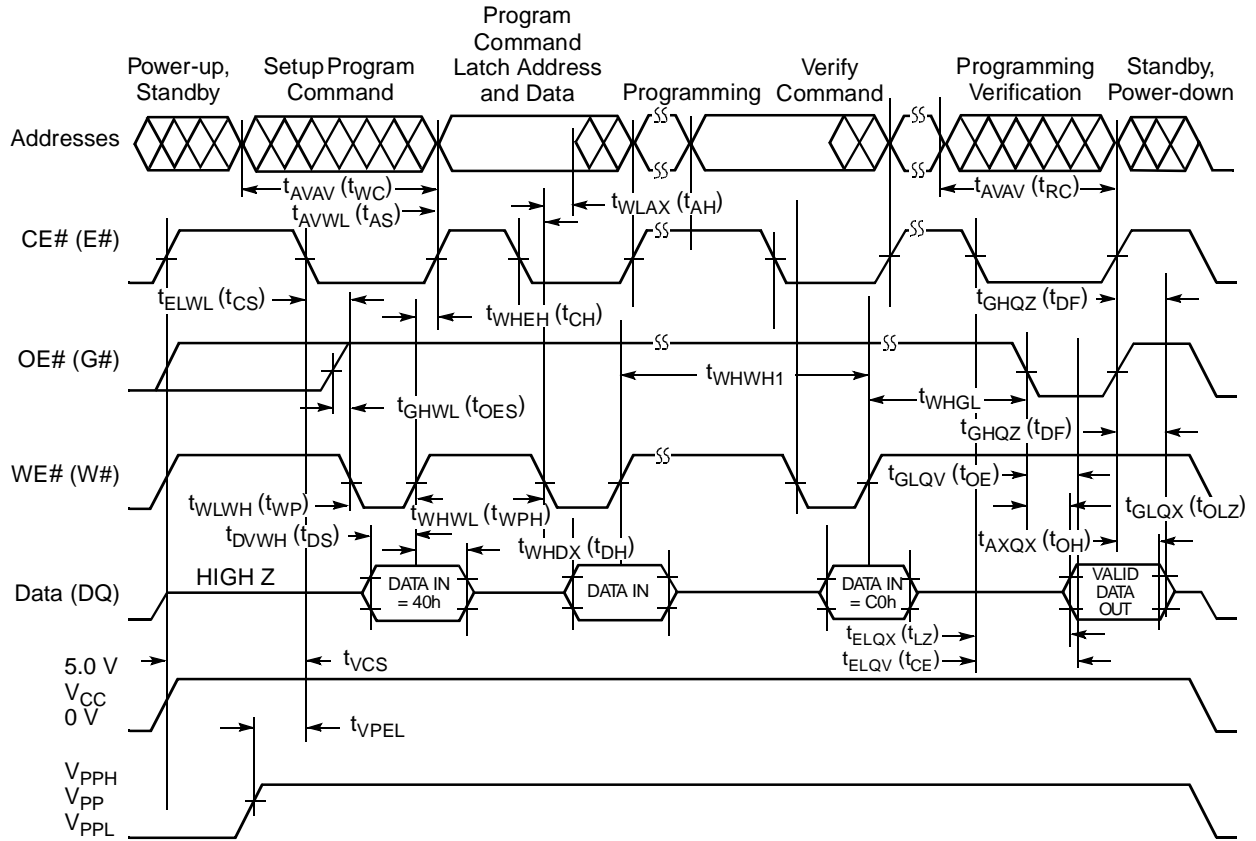 Power-up,
Standby
Setup Program
Command
Program
Command
Latch Address
and Data
Programming
Verify
Command
Programming
Verification
Standby,
Power-down
Addresses
tAVAV (tWC)
tAVWL (tAS)
tWLAX (tAH)
tAVAV (tRC)
CE# (E#)
tELWL (tCS)
tWHEH (tCH)
tGHQZ (tDF)
OE# (G#)
tWHWH1
tWHGL
tGHWL (tOES)
tGHQZ (tDF)
WE# (W#)
tGLQV (tOE)
tWLWH (tWP)
tWHWL (tWPH)
tGLQX (tOLZ)
tDVWH (tDS)
tWHDX (tDH)
tAXQX (tOH)
Data (DQ)
HIGH Z
DATA IN
= 40h
DATA IN
DATA IN
= C0h
VALID
DATA
OUT
tELQX (tLZ)
tELQV (tCE)
5.0 V
VCC
0 V
tVCS
tVPEL
VPPH
VPP
VPPL